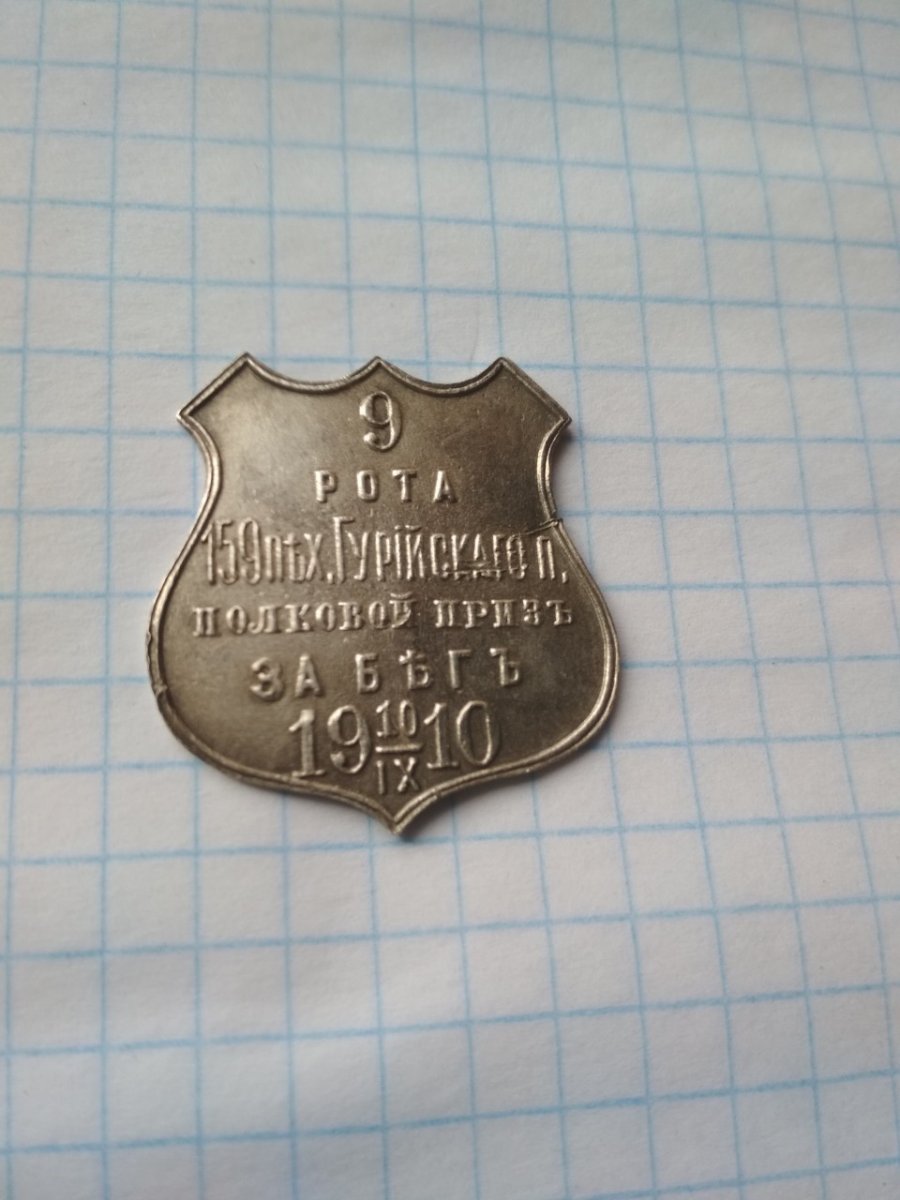 9
РОТА
159 пѣх. ГУРІЙСКАГО П.
ПОЛКОВОЙ ПРИЗЪ
ЗА БѢГЪ
19 10/IX 10